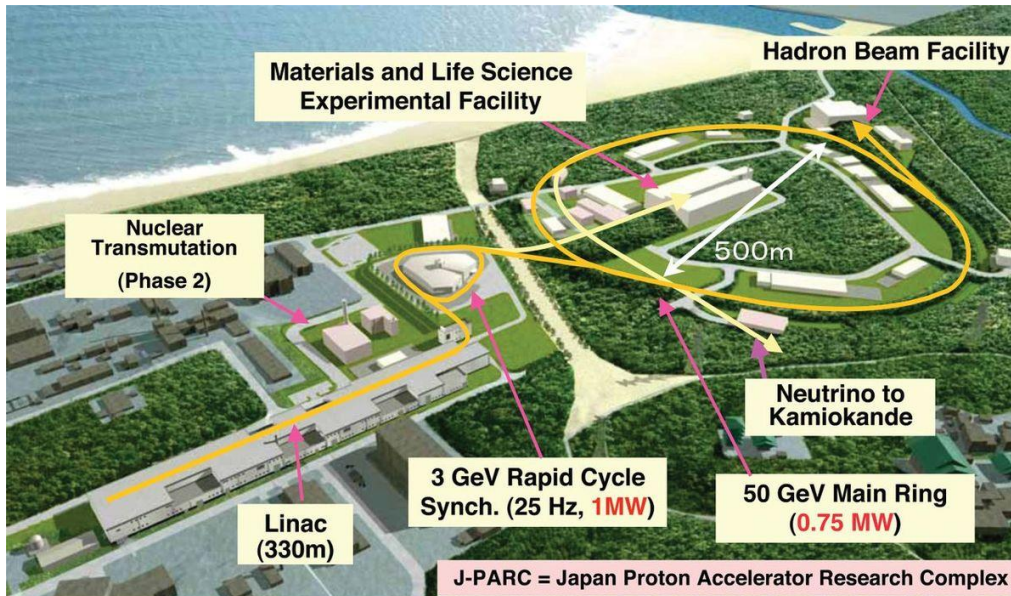 Hadron Beam Facility
Materials and Life Science
Experimental Facility
Nuclear
Transmutation
(Phase 2)
500m
Neutrino to
Kamiokande
3 GeV Rapid Cycle
Synch. (25 Hz, 1MW)
50 GeV Main Ring
(0.75 MW)
Linac
(330m)
J-PARC = Japan Proton Accelerator Research Complex